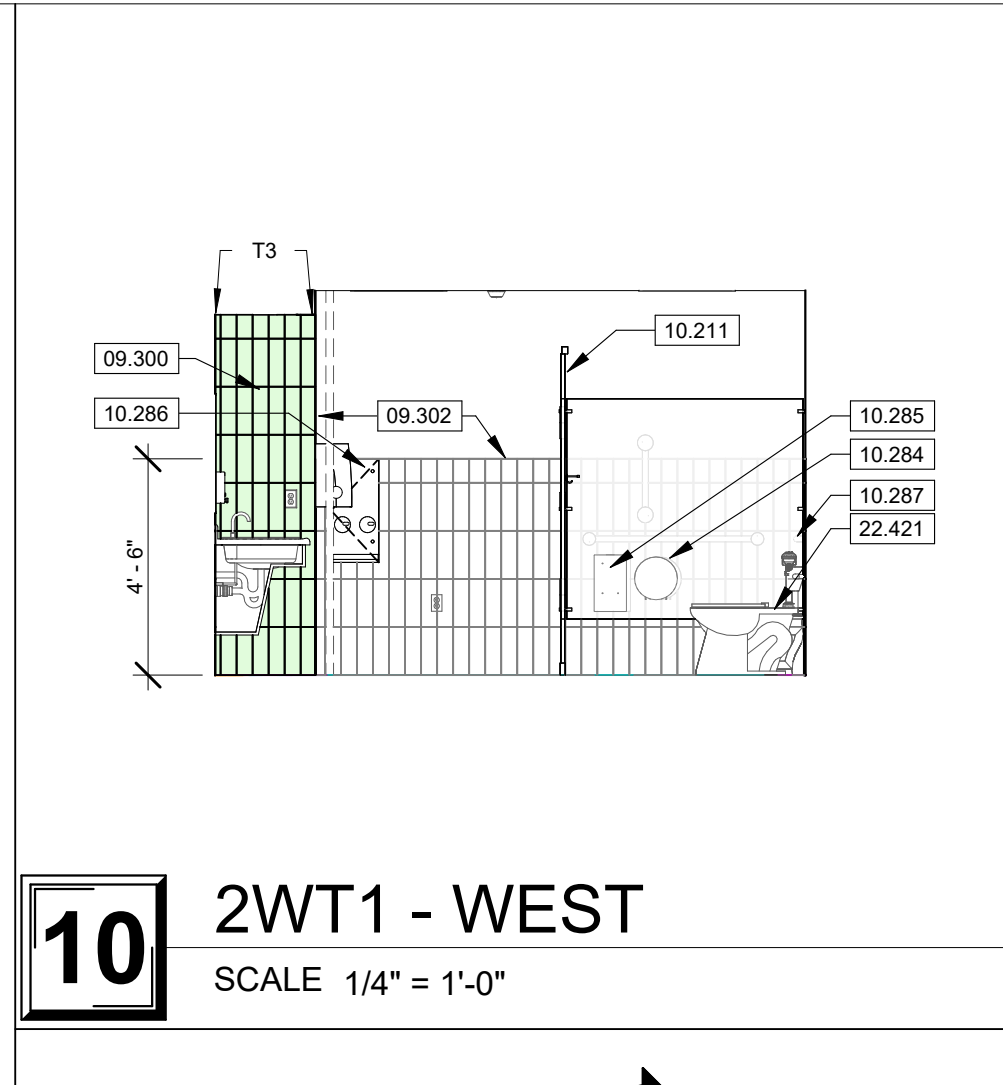 T3
09.300
10.211
10.286
09.302
10.285
10.284
10.287
22.421
4' - 6"
10
2WT1 - WEST
SCALE 1/4" = 1'-0"